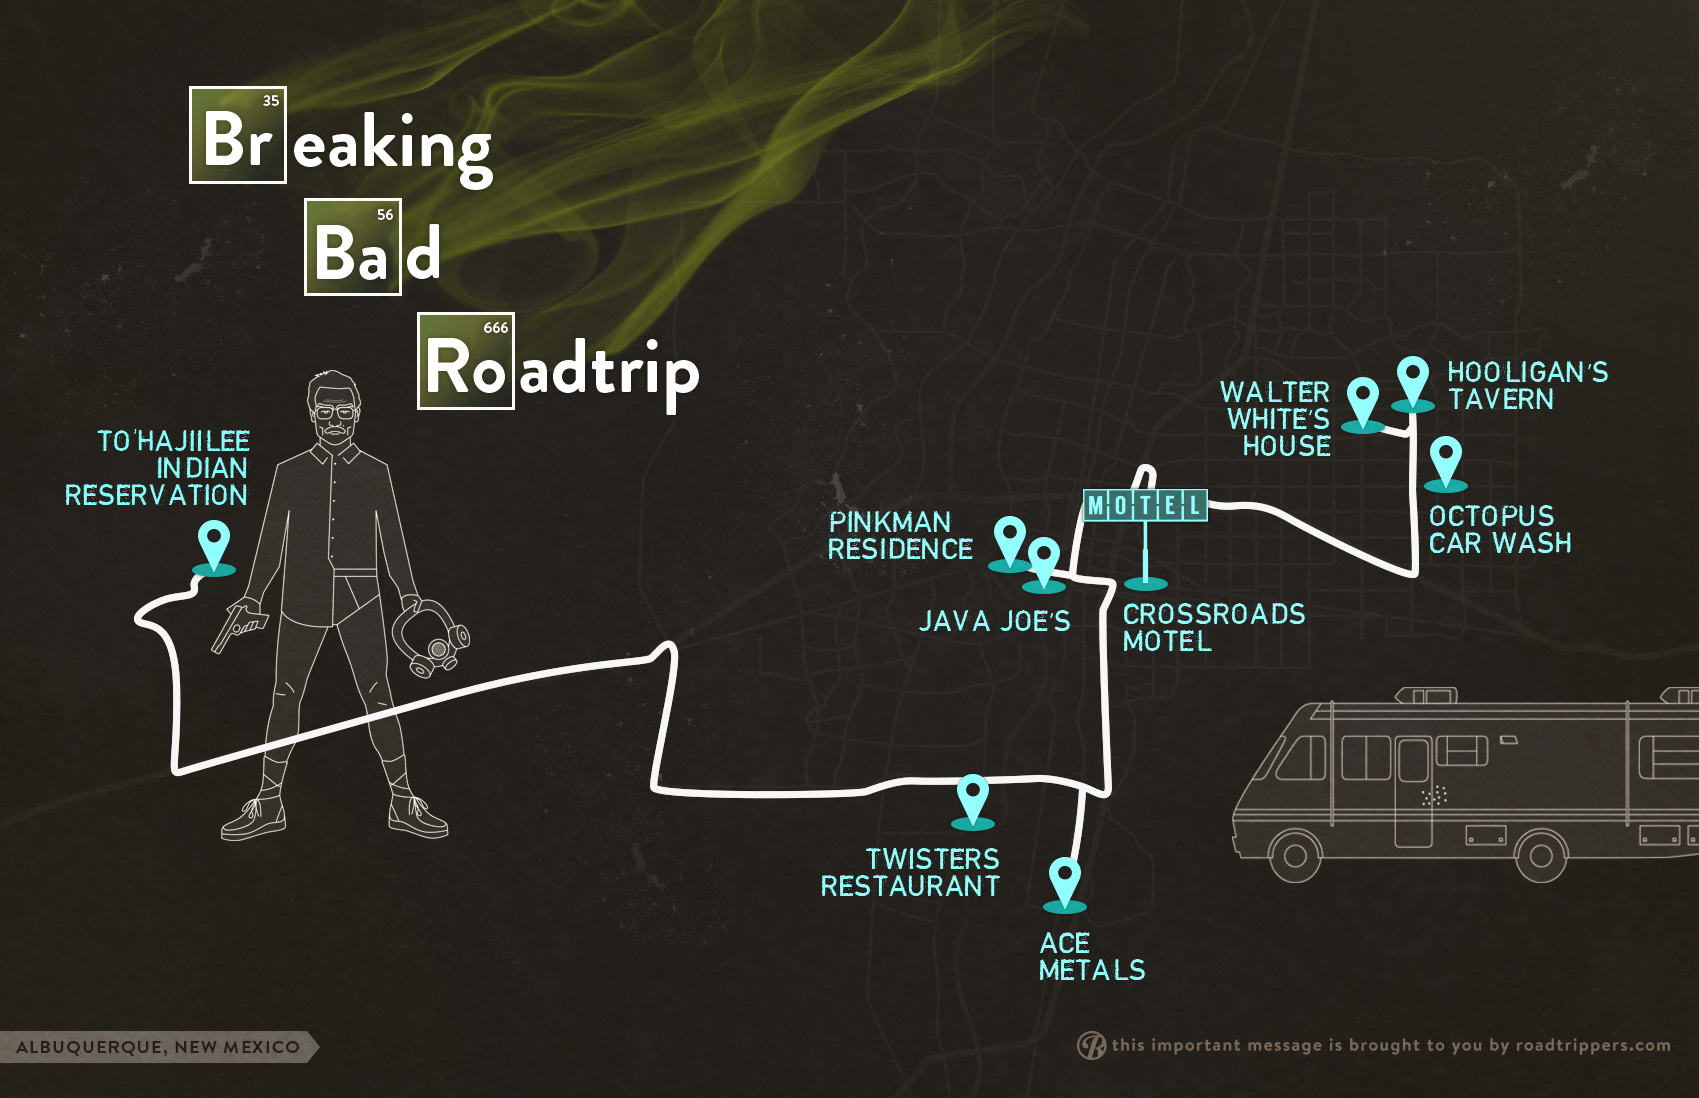 35
Breaking
56
Bad
666
Roadtrip
TO'HAJIILEE
INDIAN
RESERVATION
WALTER
WHITE'S
HOUSE
HOOLIGAN'S
TAVERN
OCTOPUS
CAR WASH
MOTEL
PINKMAN
RESIDENCE
JAVA JOE'S
CROSSROADS
MOTEL
TWISTERS
RESTAURANT
ACE
METALS
ALBUQUERQUE, NEW MEXICO
R this important message is brought to you by roadtrippers.com